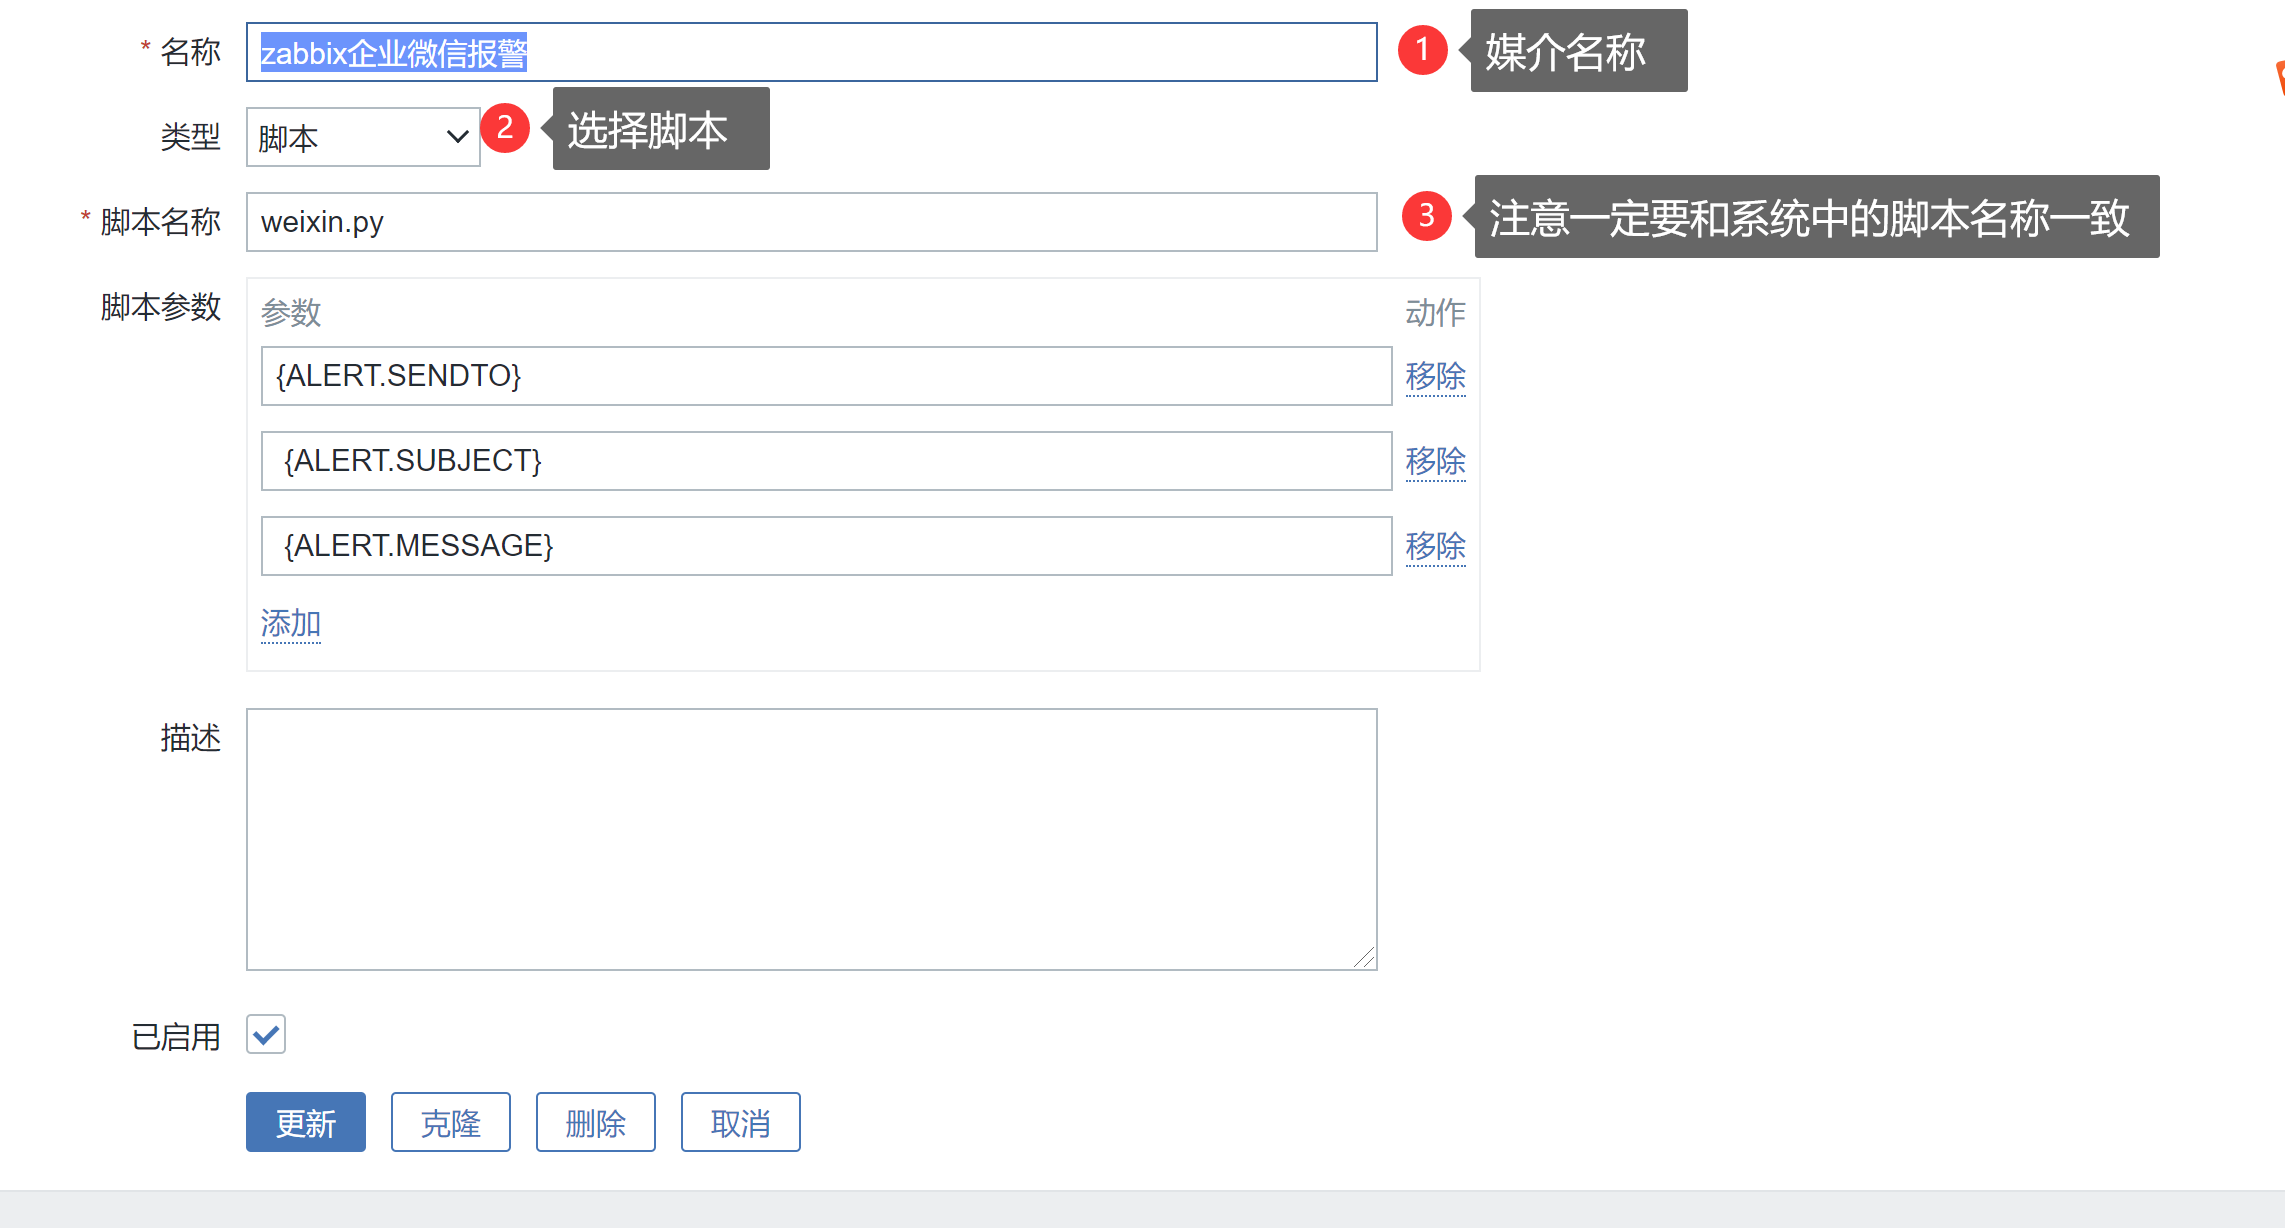 * 名称 zabbix企业微信报警 1 媒介名称
类型 脚本 2 选择脚本
* 脚本名称 weixin.py 3 注意一定要和系统中的脚本名称一致
脚本参数 参数 动作
{ALERT.SENDTO} 移除
{ALERT.SUBJECT} 移除
{ALERT.MESSAGE} 移除
添加
描述
已启用
更新 克隆 删除 取消